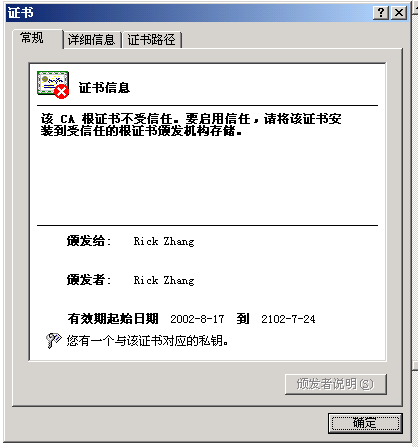 证书
常规 详细信息 证书路径
证书信息
该 CA 根证书不受信任。要启用信任，请将该证书安
装到受信任的根证书颁发机构存储。
颁发给: Rick Zhang
颁发者: Rick Zhang
有效期起始日期 2002-8-17 到 2102-7-24
您有一个与该证书对应的私钥。
颁发者说明(S)
确定